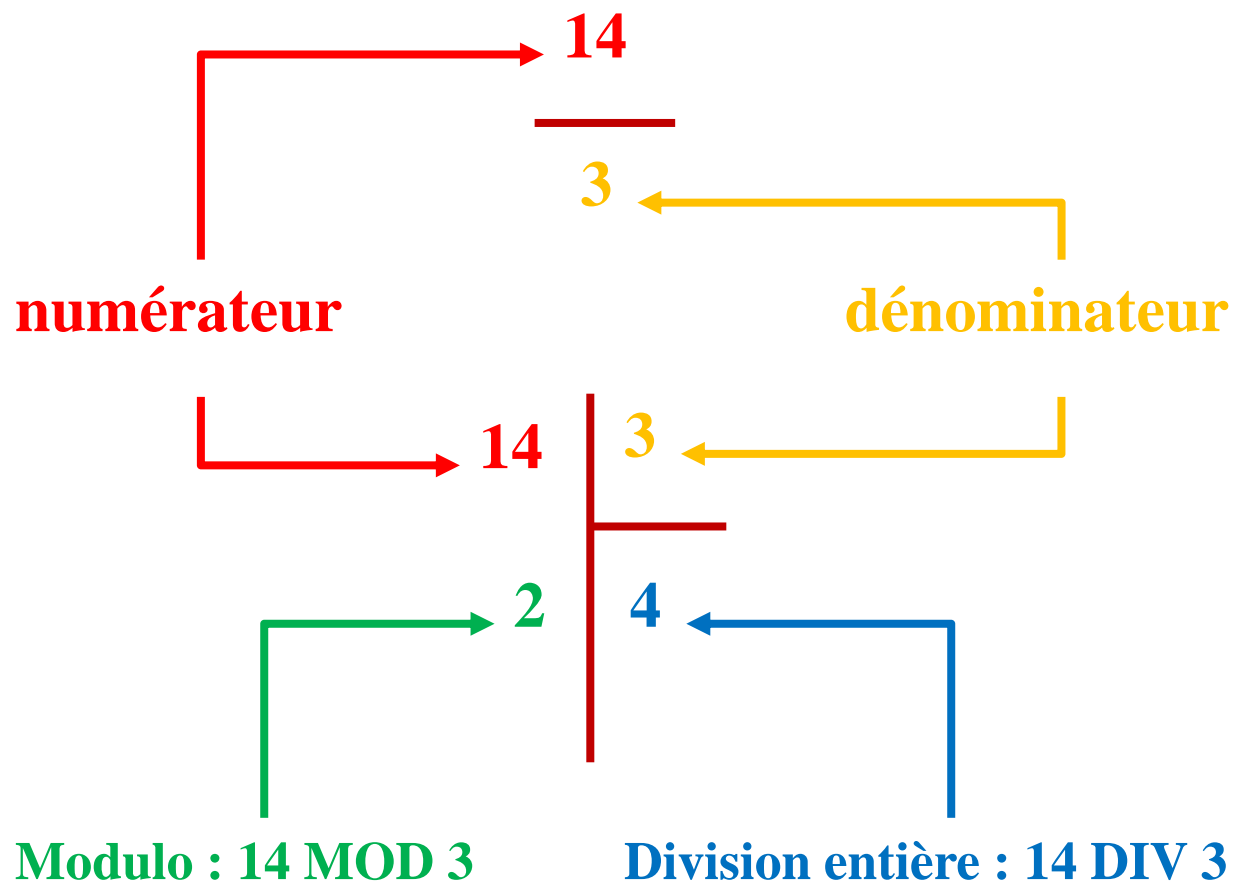 14
3
numérateur dénominateur
14 3
2 4
Modulo : 14 MOD 3 Division entière : 14 DIV 3